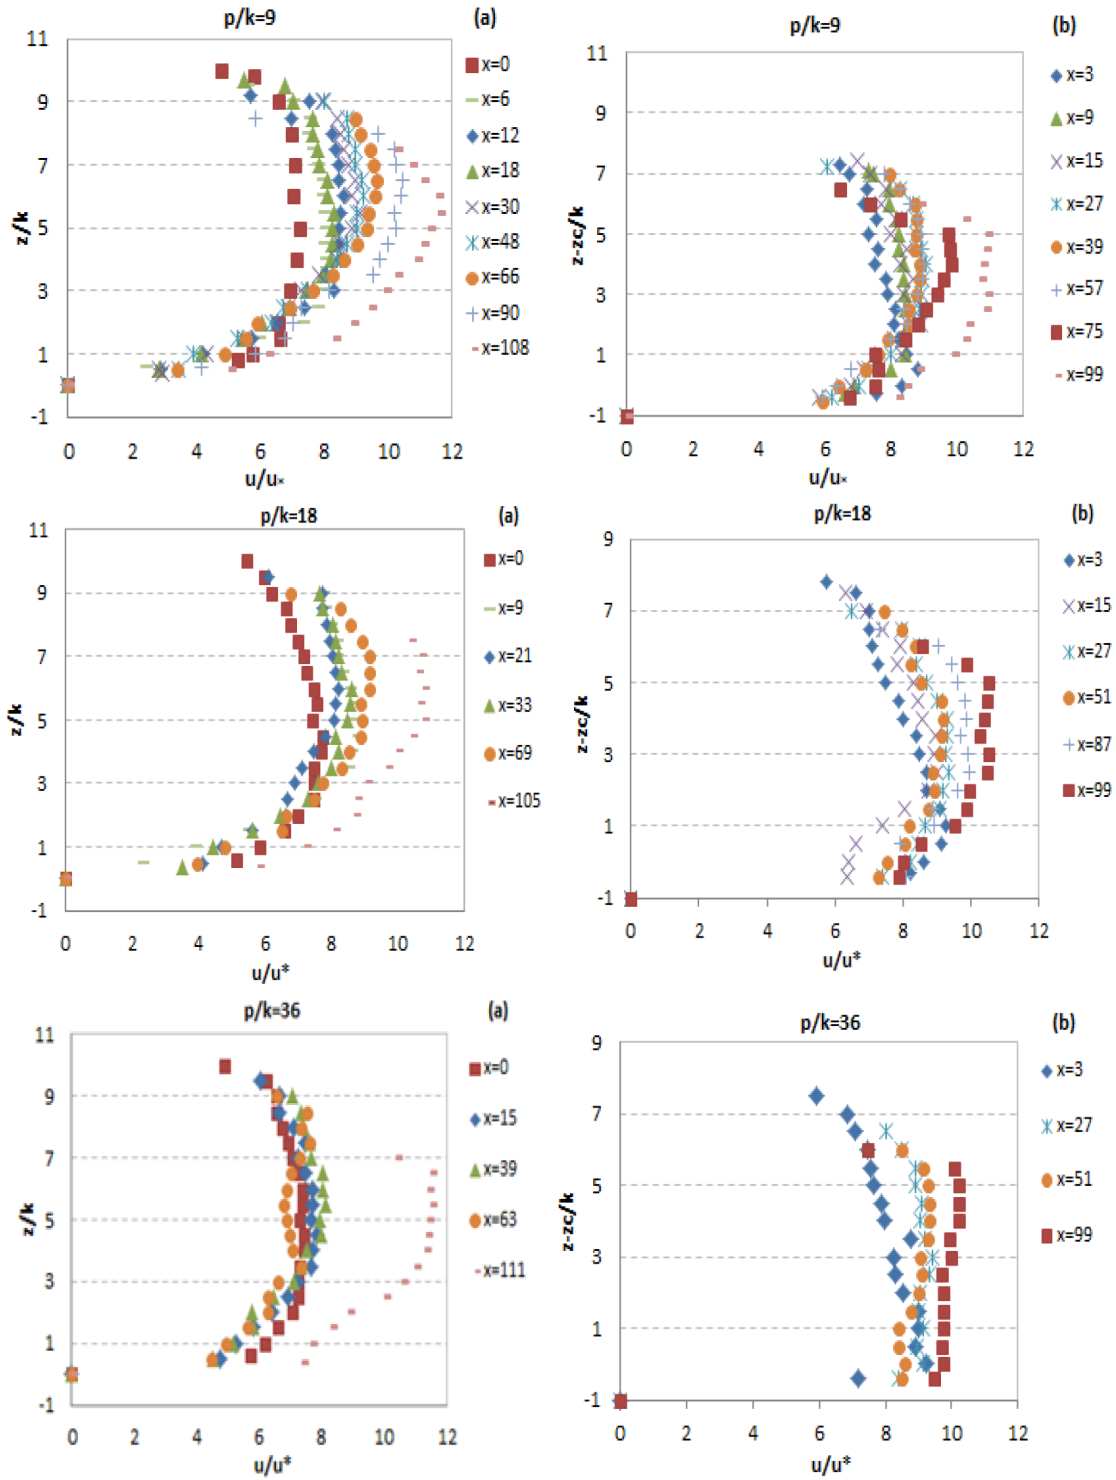 p/k=9
(a)
z/k
11
9
7
5
3
1
-1
0
2
4
6
8
10
12
u/u*
x=0
x=6
x=12
x=18
x=30
x=48
x=66
x=90
x=108
p/k=9
(b)
z-zc/k
11
9
7
5
3
1
-1
0
2
4
6
8
10
12
u/u*
x=3
x=9
x=15
x=27
x=39
x=57
x=75
x=99
p/k=18
(a)
z/k
11
9
7
5
3
1
-1
0
2
4
6
8
10
12
u/u*
x=0
x=9
x=21
x=33
x=69
x=105
p/k=18
(b)
z-zc/k
9
7
5
3
1
-1
0
2
4
6
8
10
12
u/u*
x=3
x=15
x=27
x=51
x=87
x=99
p/k=36
(a)
z/k
11
9
7
5
3
1
-1
0
2
4
6
8
10
12
u/u*
x=0
x=15
x=39
x=63
x=111
p/k=36
(b)
z-zc/k
9
7
5
3
1
-1
0
2
4
6
8
10
12
u/u*
x=3
x=27
x=51
x=99